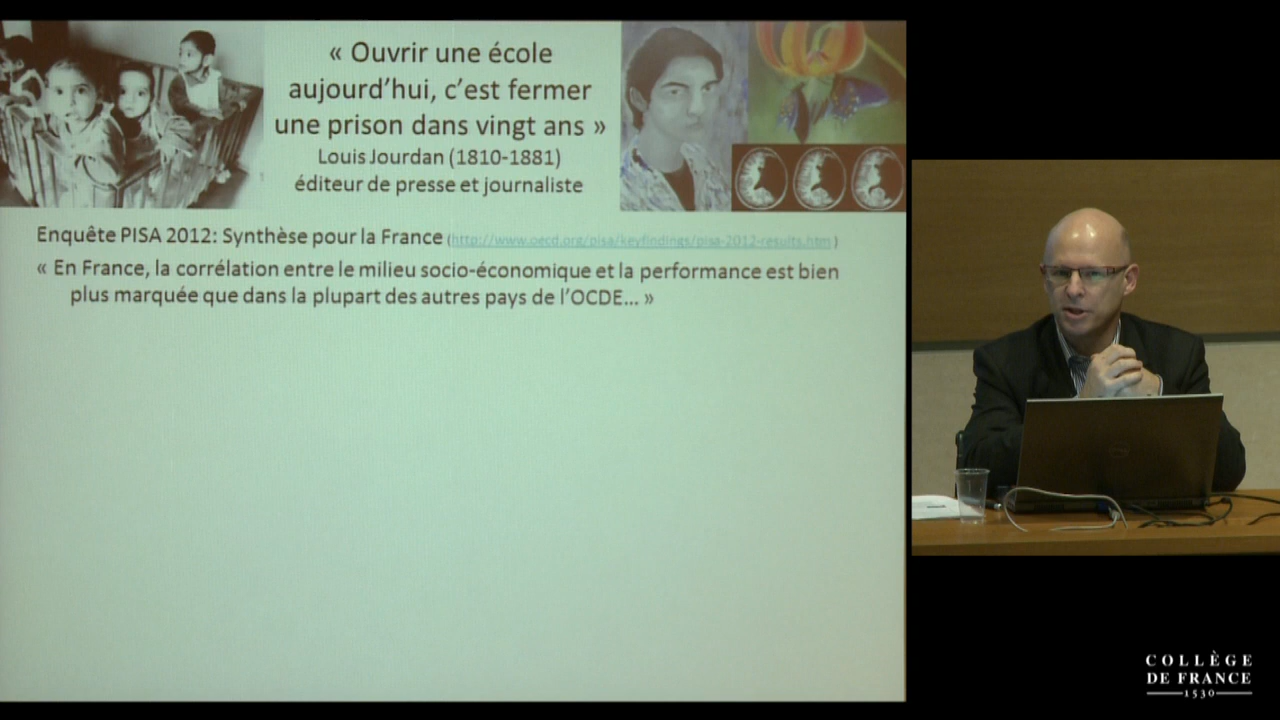 « Ouvrir une école
aujourd’hui, c’est fermer
une prison dans vingt ans »
Louis Jourdan (1810-1881)
éditeur de presse et journaliste
Enquête PISA 2012: Synthèse pour la France (http://www.oecd.org/pisa/keyfindings/pisa-2012-results.htm )
« En France, la corrélation entre le milieu socio-économique et la performance est bien
plus marquée que dans la plupart des autres pays de l’OCDE... »
COLLÈGE
DE FRANCE
1530